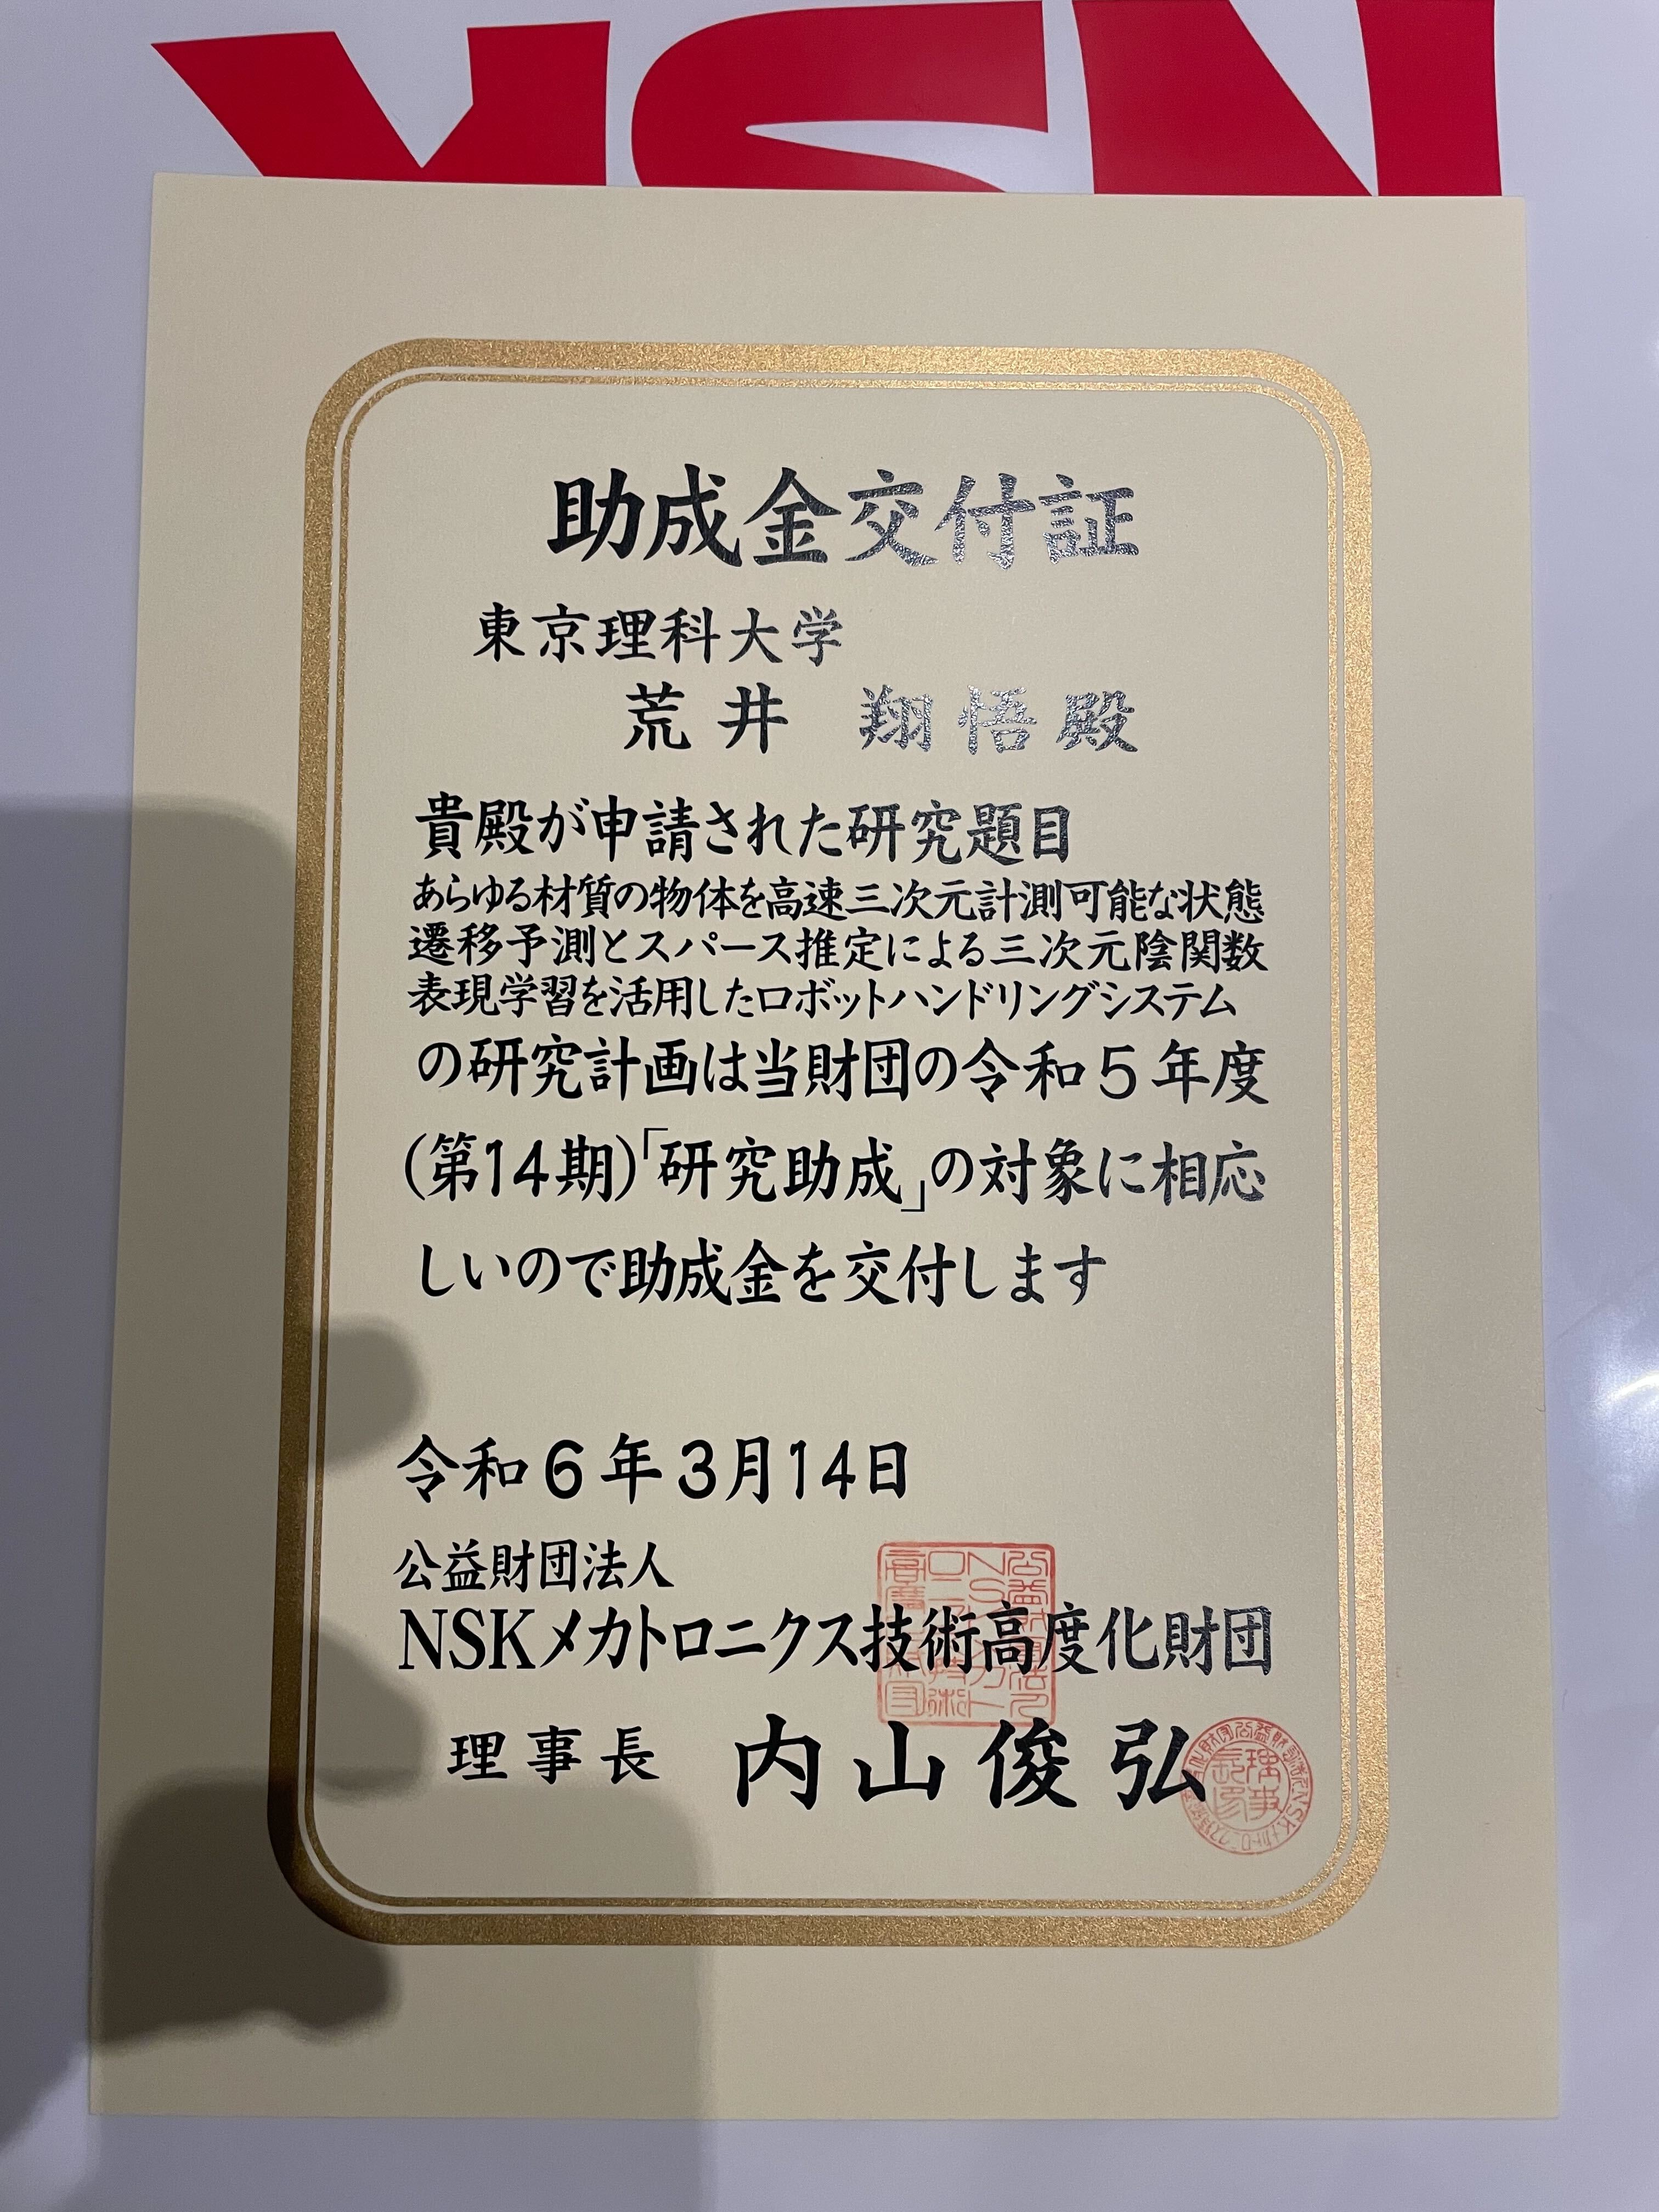 NSK
助成金交付証
東京理科大学
荒井 翔悟殿
貴殿が申請された研究題目
あらゆる材質の物体を高速三次元計測可能な状態
遷移予測とスパース推定による三次元陰関数
表現学習を活用したロボットハンドリングシステム
の研究計画は当財団の令和5年度
(第14期)「研究助成」の対象に相応
しいので助成金を交付します
令和6年3月14日
公益財団法人
NSKメカトロニクス技術高度化財団
理事長 内山俊弘